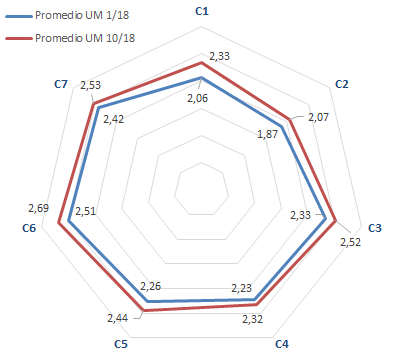 C1
Promedio UM 1/18
Promedio UM 10/18
2,33
C7
2,53
C2
2,06
2,07
2,42
1,87
2,69
2,33
C3
C6
2,51
2,52
2,26
2,23
2,44
2,32
C5
C4